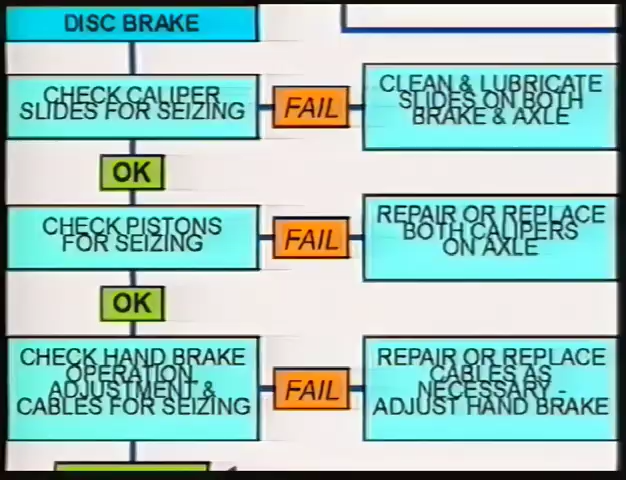 DISC BRAKE
CHECK CALIPER
SLIDES FOR SEIZING
FAIL
CLEAN & LUBRICATE
SLIDES ON BOTH
BRAKE & AXLE
OK
CHECK PISTONS
FOR SEIZING
FAIL
REPAIR OR REPLACE
BOTH CALIPERS
ON AXLE
OK
CHECK HAND BRAKE
OPERATION
ADJUSTMENT &
CABLES FOR SEIZING
FAIL
REPAIR OR REPLACE
CABLES AS
NECESSARY -
ADJUST HAND BRAKE